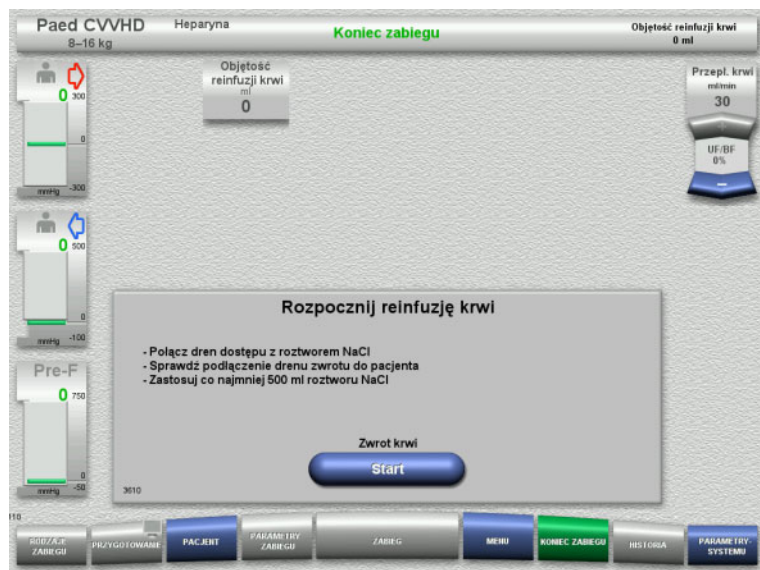 Paed CVVHD
8–16 kg
Heparyna
Koniec zabiegu
Objętość reinfuzji krwi
0 ml
0
300
0
mmHg
-300
Objętość
reinfuzji krwi
ml
0
Przepł. krwi
ml/min
30
+
UF/BF
0%
–
0
500
0
mmHg
-100
Pre-F
0
750
0
mmHg
-50
Rozpocznij reinfuzję krwi
- Połącz dren dostępu z roztworem NaCl
- Sprawdź podłączenie drenu zwrotu do pacjenta
- Zastosuj co najmniej 500 ml roztworu NaCl
Zwrot krwi
Start
3610
RODZAJE ZABIEGU
PRZYGOTOWANIE
PACJENT
PARAMETRY ZABIEGU
ZABIEG
MENU
KONIEC ZABIEGU
HISTORIA
PARAMETRY-SYSTEMU